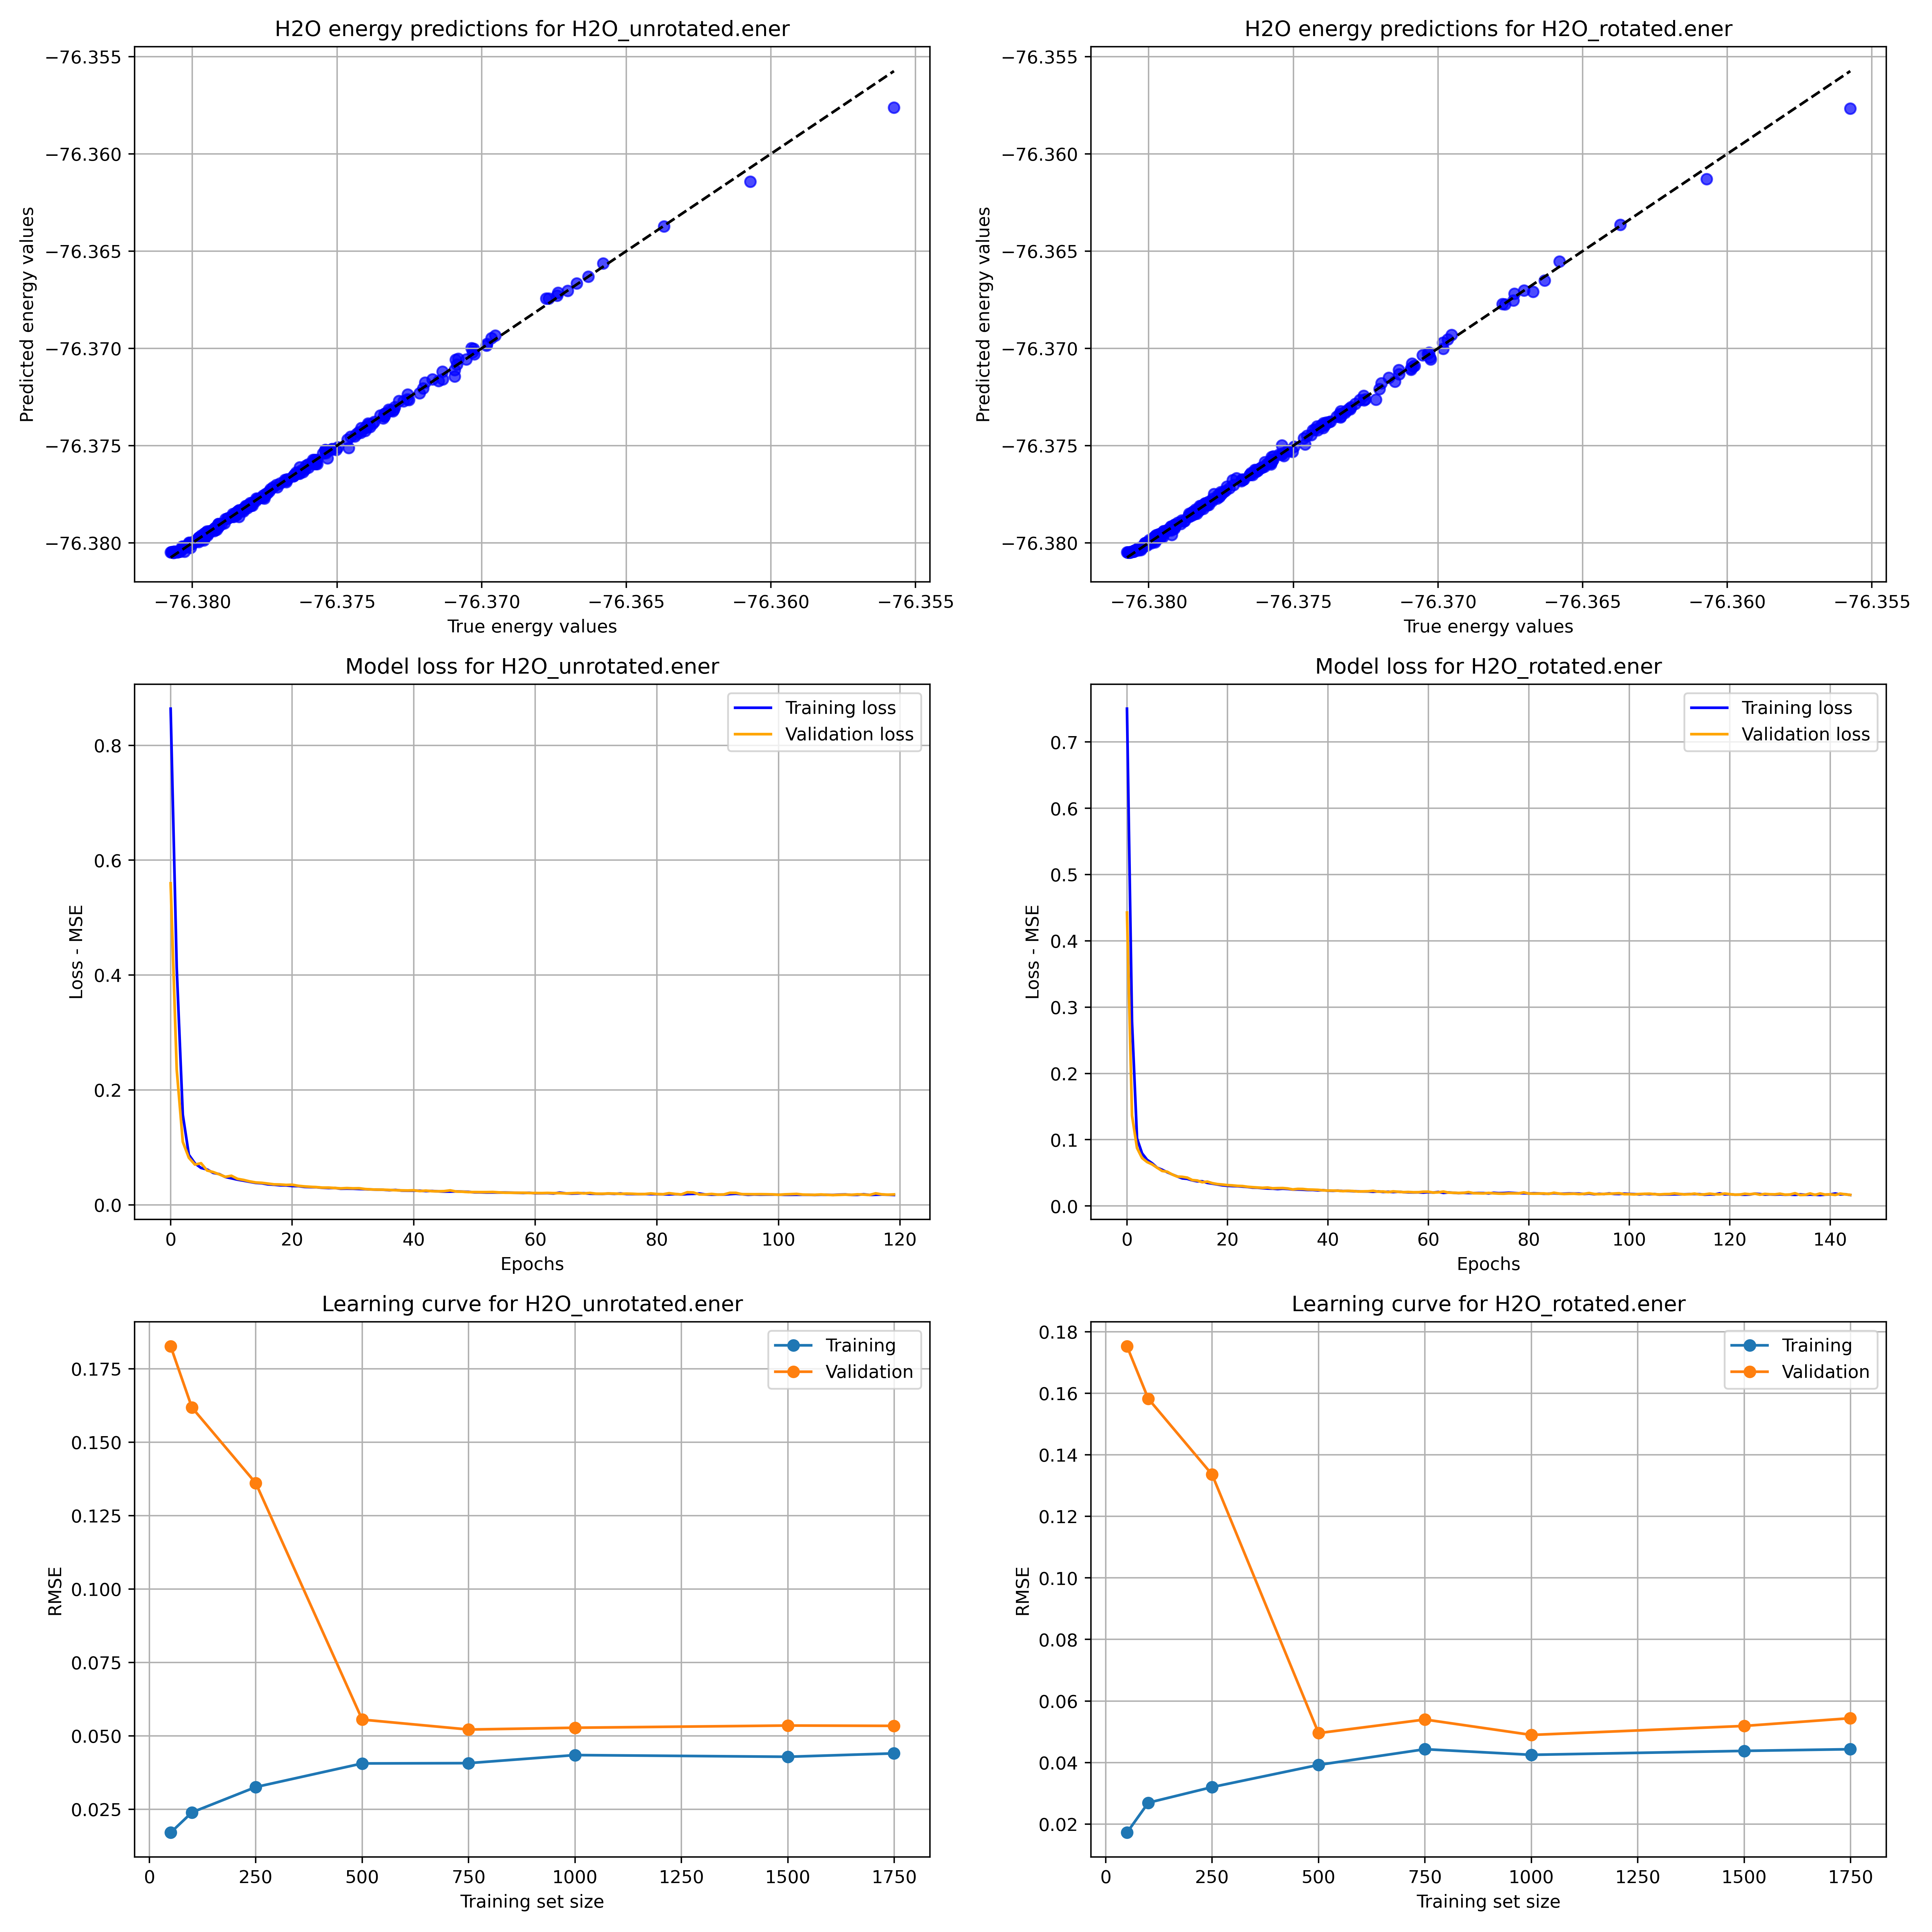 H2O energy predictions for H2O_unrotated.ener
−76.355
−76.360
−76.365
−76.370
−76.375
−76.380
Predicted energy values
−76.380 −76.375 −76.370 −76.365 −76.360 −76.355
True energy values
H2O energy predictions for H2O_rotated.ener
−76.355
−76.360
−76.365
−76.370
−76.375
−76.380
Predicted energy values
−76.380 −76.375 −76.370 −76.365 −76.360 −76.355
True energy values
Model loss for H2O_unrotated.ener
Training loss
Validation loss
0.8
0.6
0.4
0.2
0.0
Loss - MSE
0 20 40 60 80 100 120
Epochs
Model loss for H2O_rotated.ener
Training loss
Validation loss
0.7
0.6
0.5
0.4
0.3
0.2
0.1
0.0
Loss - MSE
0 20 40 60 80 100 120 140
Epochs
Learning curve for H2O_unrotated.ener
Training
Validation
0.175
0.150
0.125
0.100
0.075
0.050
0.025
RMSE
0 250 500 750 1000 1250 1500 1750
Training set size
Learning curve for H2O_rotated.ener
Training
Validation
0.18
0.16
0.14
0.12
0.10
0.08
0.06
0.04
0.02
RMSE
0 250 500 750 1000 1250 1500 1750
Training set size